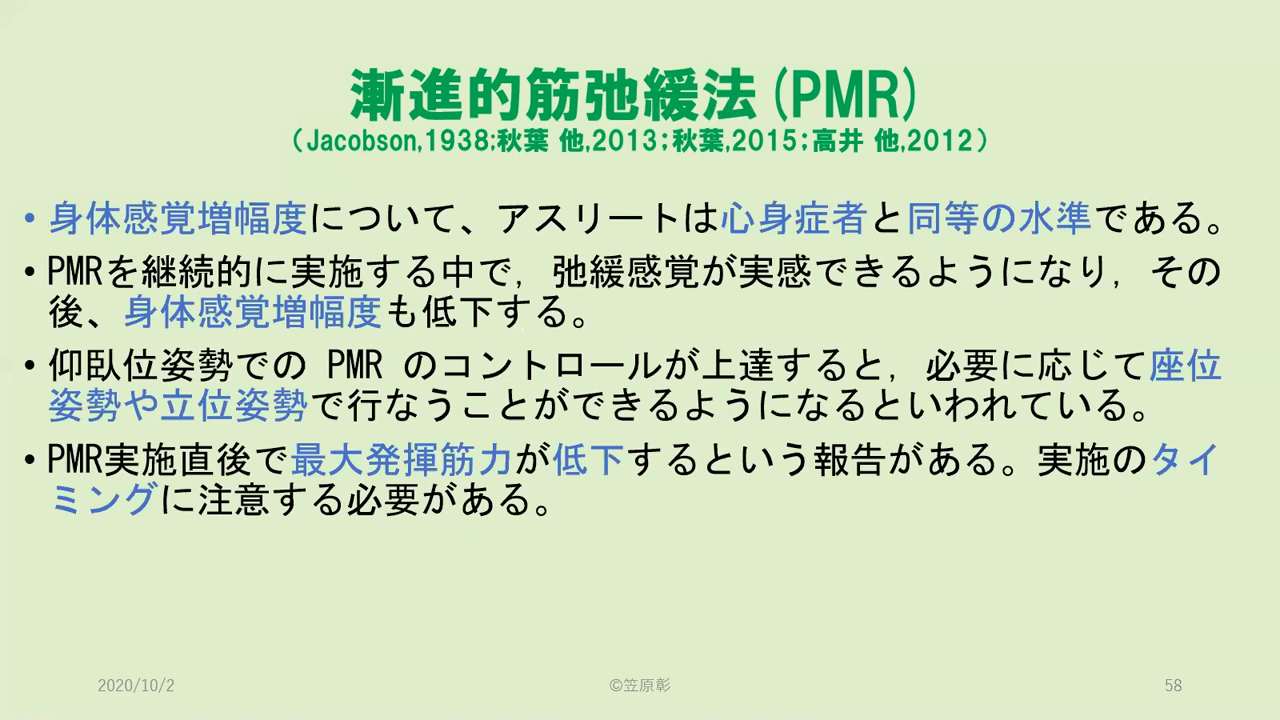 漸進的筋弛緩法(PMR)
（Jacobson,1938;秋葉 他,2013；秋葉,2015；高井 他,2012）
• 身体感覚増幅度について、アスリートは心身症者と同等の水準である。
• PMRを継続的に実施する中で，弛緩感覚が実感できるようになり，その
後、身体感覚増幅度も低下する。
• 仰臥位姿勢での PMR のコントロールが上達すると，必要に応じて座位
姿勢や立位姿勢で行なうことができるようになるといわれている。
• PMR実施直後で最大発揮筋力が低下するという報告がある。実施のタイ
ミングに注意する必要がある。
2020/10/2
©笠原彰
58